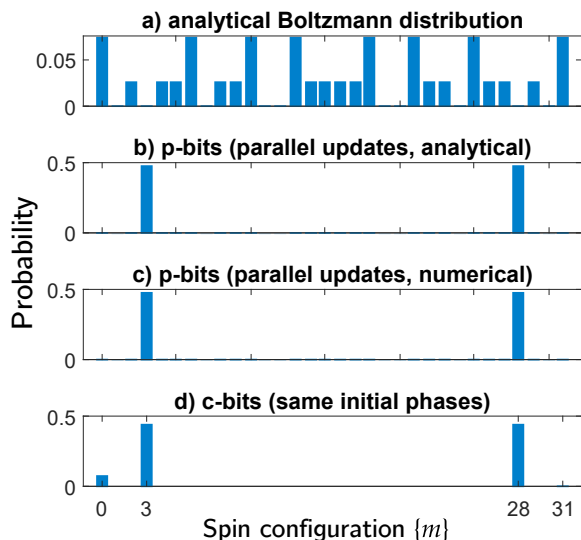 a) analytical Boltzmann distribution
0.05
0
b) p-bits (parallel updates, analytical)
0.5
0
c) p-bits (parallel updates, numerical)
0.5
0
d) c-bits (same initial phases)
0.5
0
0 3 28 31
Spin configuration {m}
Probability